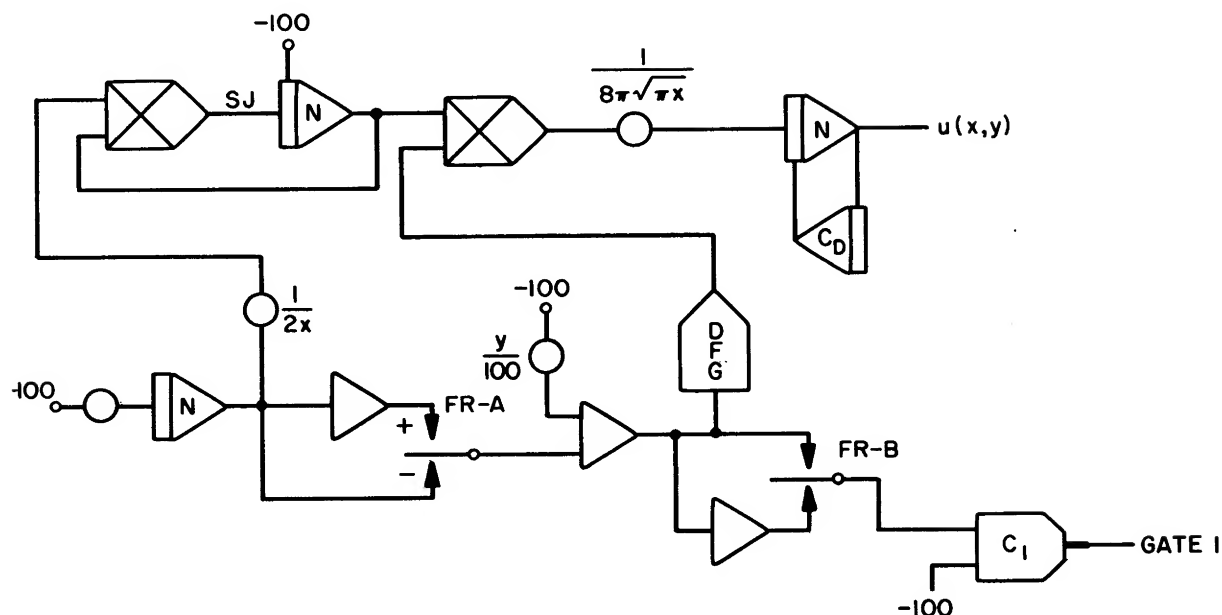 -100
SJ
N
1
8π√πx
N
u(x,y)
C_D
1
2x
-100
y
100
D
F
G
-100
N
+
FR-A
-
FR-B
C_1
GATE 1
-100